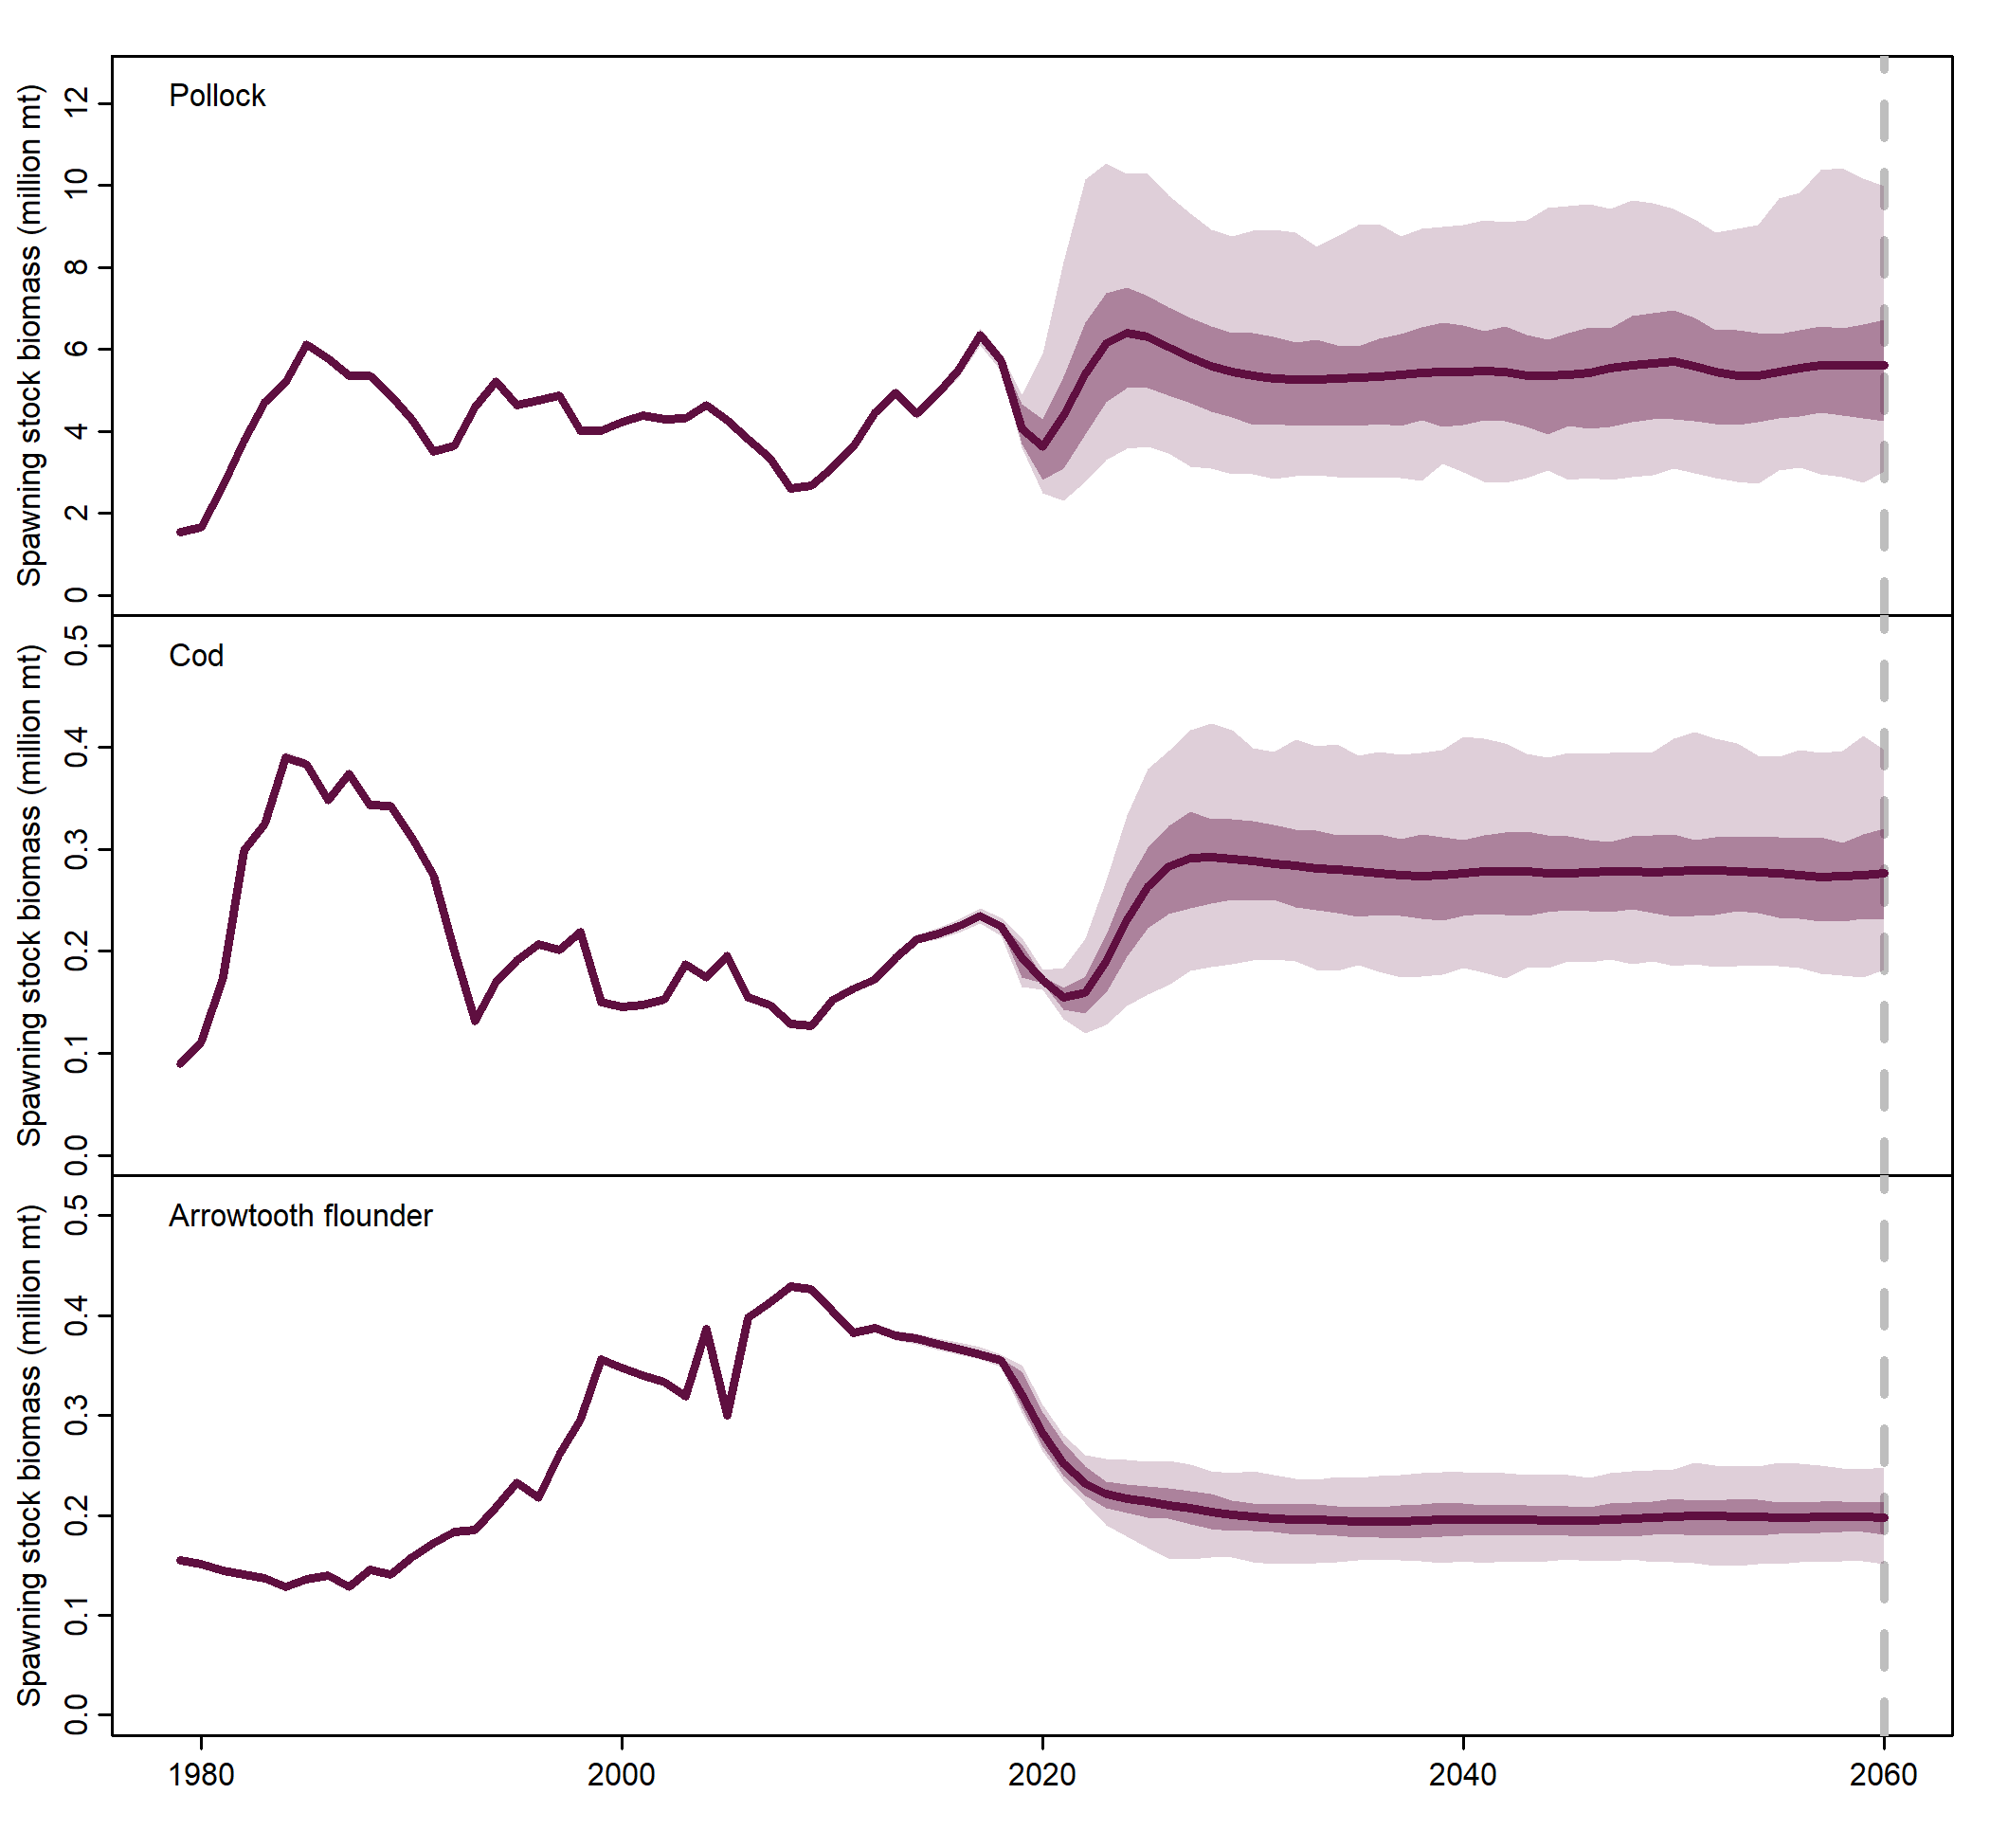 Pollock
Spawning stock biomass (million mt)
12
10
8
6
4
2
0
Cod
Spawning stock biomass (million mt)
0.5
0.4
0.3
0.2
0.1
0.0
Arrowtooth flounder
Spawning stock biomass (million mt)
0.5
0.4
0.3
0.2
0.1
0.0
1980 2000 2020 2040 2060